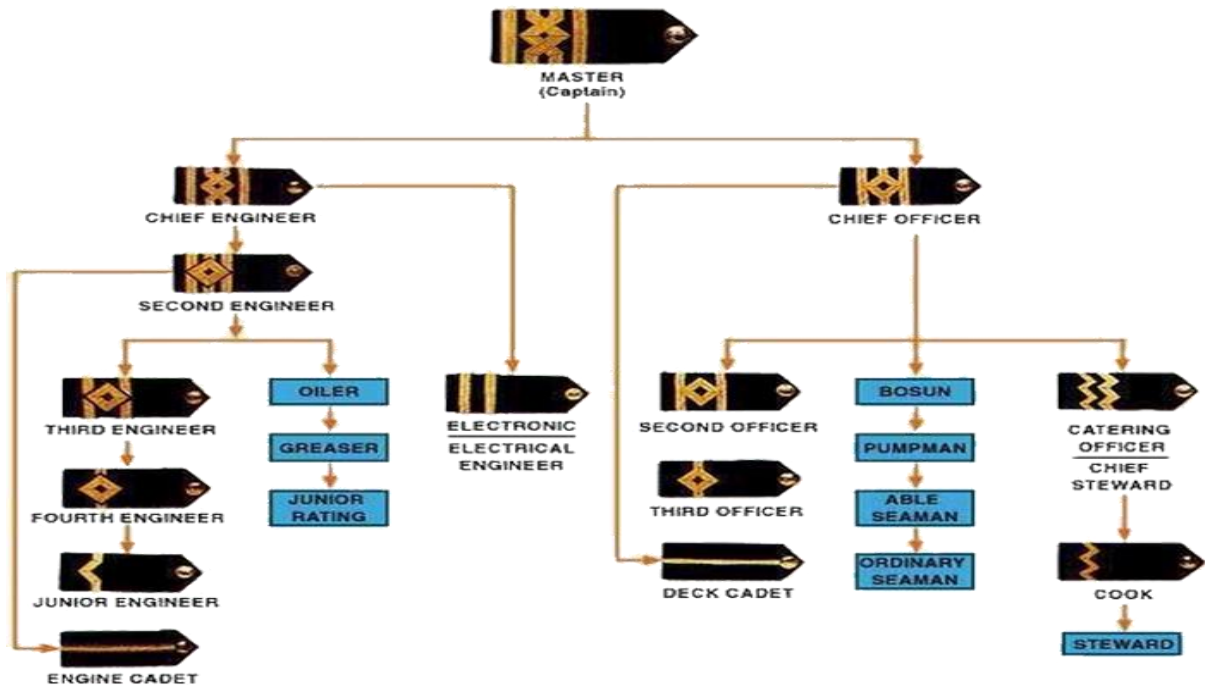 MASTER
(Captain)
CHIEF ENGINEER
CHIEF OFFICER
SECOND ENGINEER
THIRD ENGINEER
OILER
GREASER
JUNIOR
RATING
FOURTH ENGINEER
JUNIOR ENGINEER
ENGINE CADET
ELECTRONIC
ELECTRICAL
ENGINEER
SECOND OFFICER
THIRD OFFICER
DECK CADET
BOSUN
PUMPMAN
ABLE
SEAMAN
ORDINARY
SEAMAN
CATERING
OFFICER
CHIEF
STEWARD
COOK
STEWARD